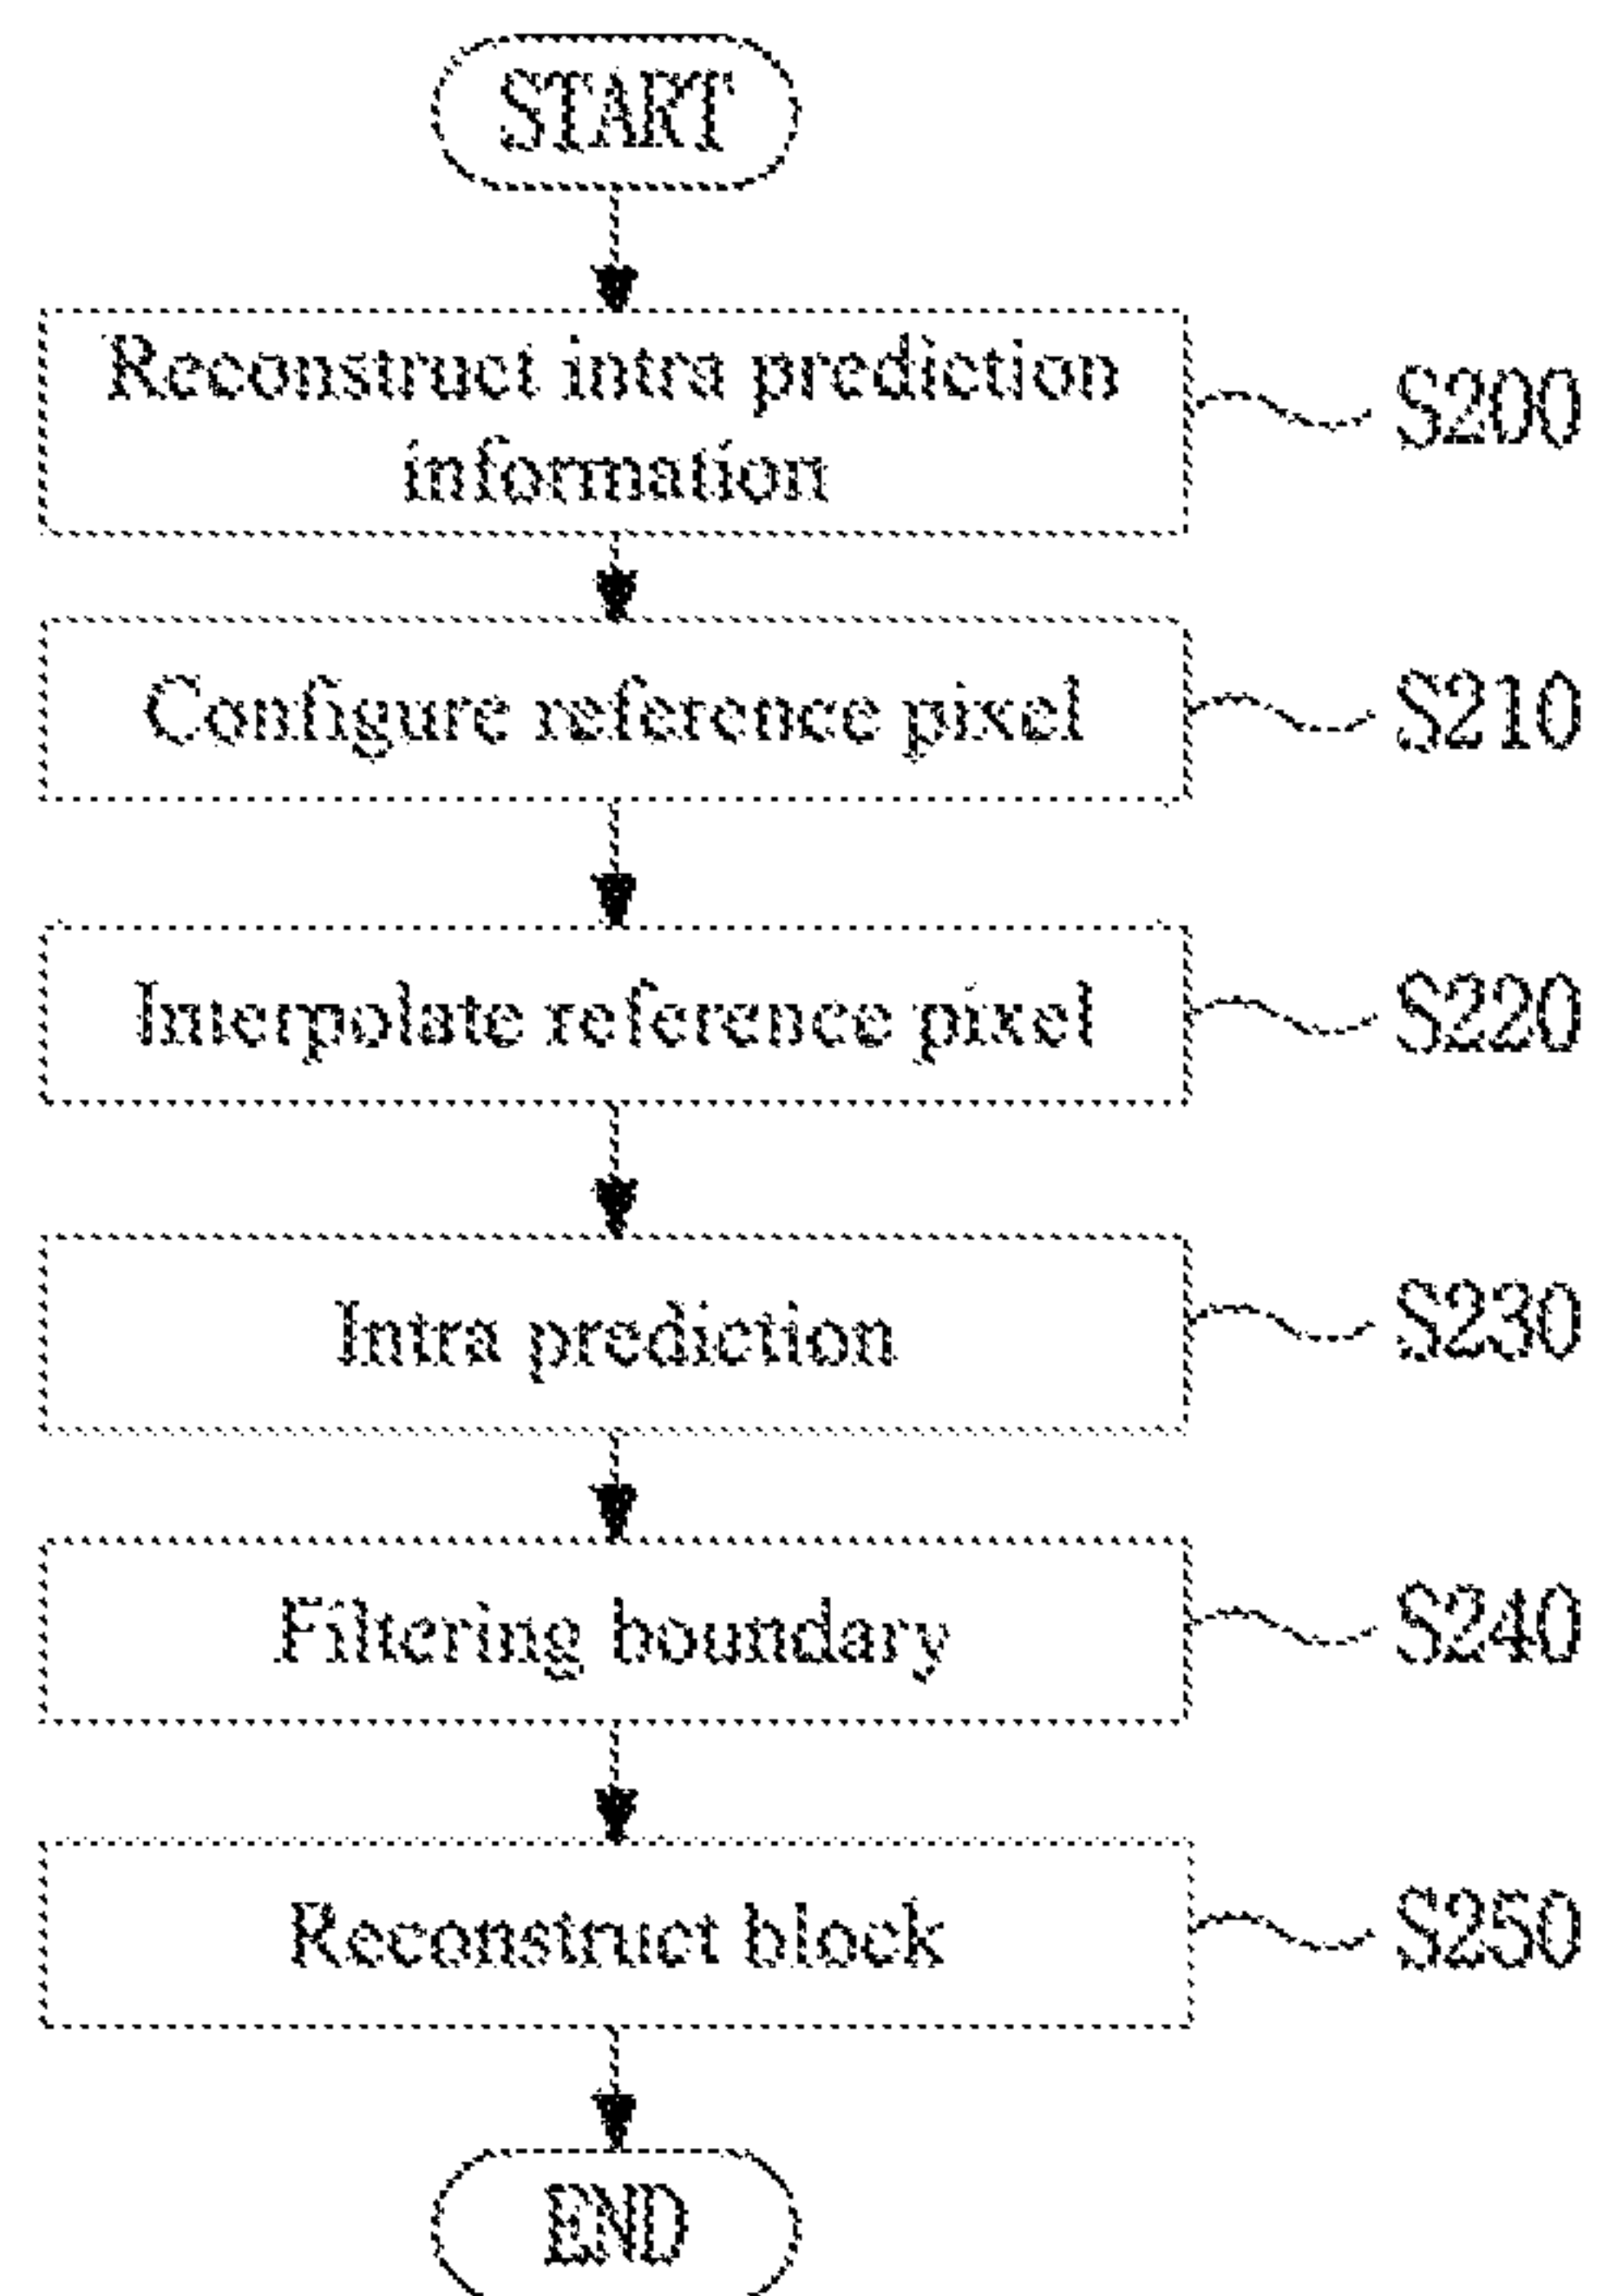 START
Reconstruct intra prediction
information
S200
Configure reference pixel
S210
Interpolate reference pixel
S220
Intra prediction
S230
Filtering boundary
S240
Reconstruct block
S250
END